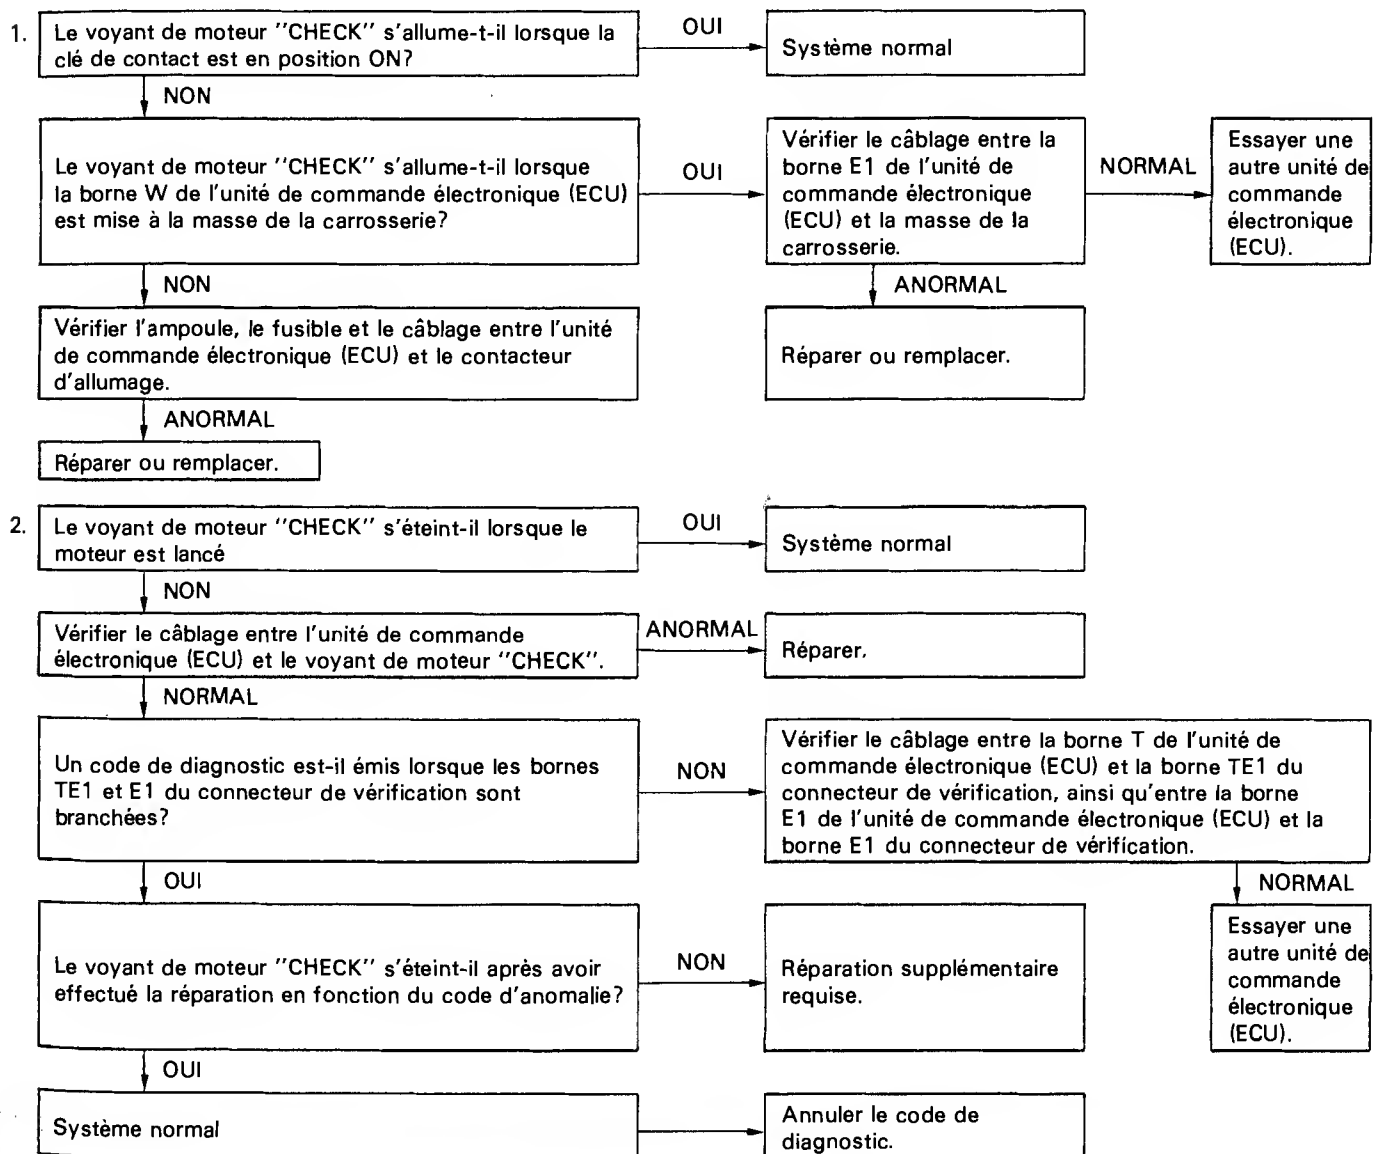 1. Le voyant de moteur ''CHECK'' s'allume-t-il lorsque la
clé de contact est en position ON?
OUI
Système normal
NON
Le voyant de moteur ''CHECK'' s'allume-t-il lorsque
la borne W de l'unité de commande électronique (ECU)
est mise à la masse de la carrosserie?
OUI
Vérifier le câblage entre la
borne E1 de l'unité de
commande électronique
(ECU) et la masse de la
carrosserie.
NORMAL
Essayer une
autre unité de
commande
électronique
(ECU).
NON
ANORMAL
Vérifier l'ampoule, le fusible et le câblage entre l'unité
de commande électronique (ECU) et le contacteur
d'allumage.
Réparer ou remplacer.
ANORMAL
Réparer ou remplacer.
2. Le voyant de moteur ''CHECK'' s'éteint-il lorsque le
moteur est lancé
OUI
Système normal
NON
Vérifier le câblage entre l'unité de commande
électronique (ECU) et le voyant de moteur ''CHECK''.
ANORMAL
Réparer.
NORMAL
Un code de diagnostic est-il émis lorsque les bornes
TE1 et E1 du connecteur de vérification sont
branchées?
NON
Vérifier le câblage entre la borne T de l'unité de
commande électronique (ECU) et la borne TE1 du
connecteur de vérification, ainsi qu'entre la borne
E1 de l'unité de commande électronique (ECU) et la
borne E1 du connecteur de vérification.
OUI
NORMAL
Le voyant de moteur ''CHECK'' s'éteint-il après avoir
effectué la réparation en fonction du code d'anomalie?
NON
Réparation supplémentaire
requise.
Essayer une
autre unité de
commande
électronique
(ECU).
OUI
Système normal
Annuler le code de
diagnostic.